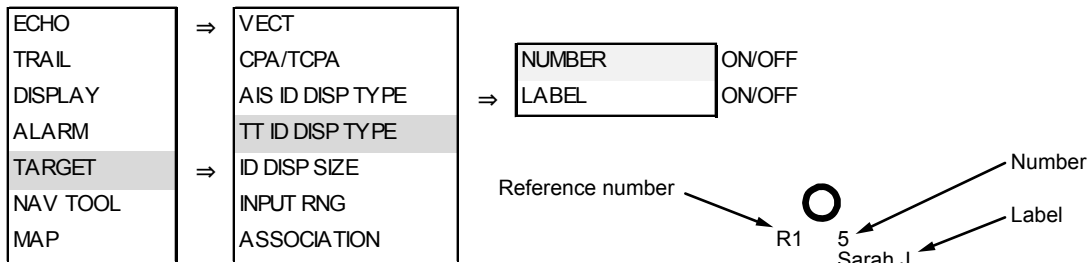 ECHO ⇒ VECT
TRAIL CPA/TCPA NUMBER ON/OFF
DISPLAY AIS ID DISP TYPE ⇒ LABEL ON/OFF
ALARM TT ID DISP TYPE
TARGET ⇒ ID DISP SIZE
NAV TOOL INPUT RNG
MAP ASSOCIATION
Number
Reference number
Label
R1 5
Sarah J